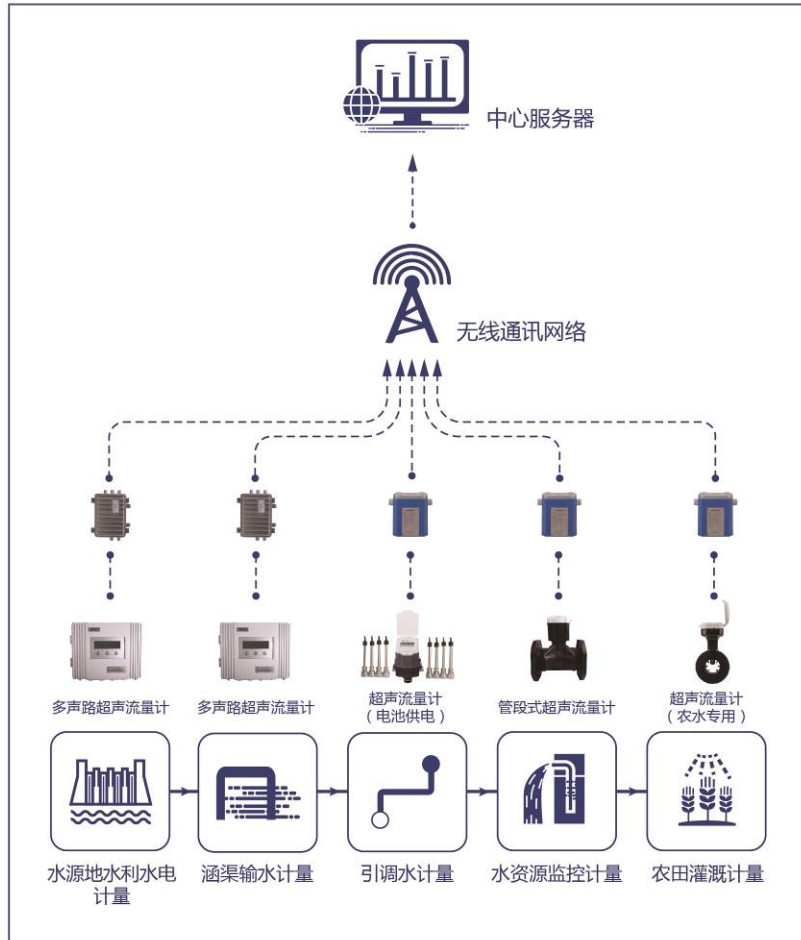 中心服务器
无线通讯网络
多声路超声流量计
多声路超声流量计
超声流量计
（电池供电）
管段式超声流量计
超声流量计
（农水专用）
水源地水利水电
计量
涵渠输水计量
引调水计量
水资源监控计量
农田灌溉计量